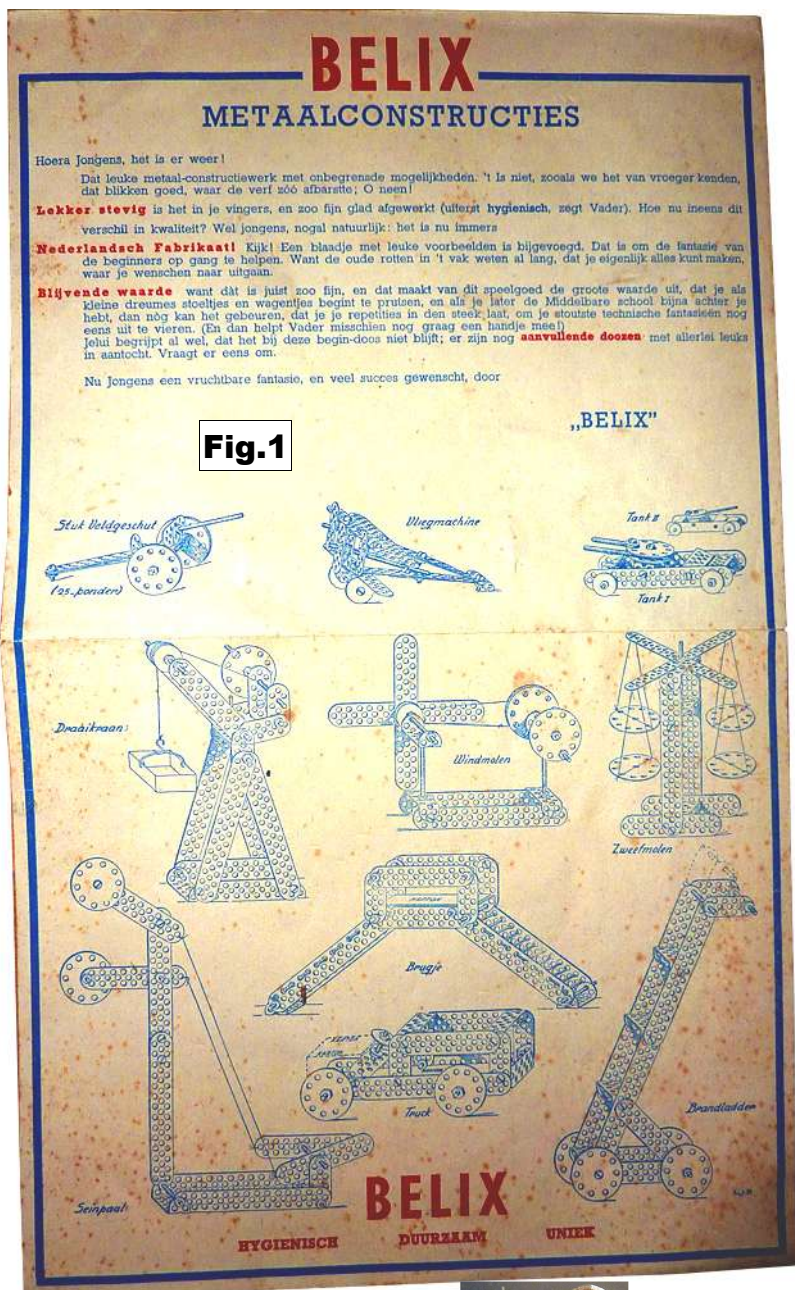 BELIX
METAALCONSTRUCTIES
Hoera Jongens, het is er weer!
Dat leuke metaal-constructiewerk met onbegrensde mogelijkheden. 't Is niet, zooals we het van vroeger kenden,
dat blikken goed, waar de verf zóó afbarstte; O neen!
Lekker stevig is het in je vingers, en zoo fijn glad afgewerkt (uiterst hygienisch, zegt Vader). Hoe nu ineens dit
verschil in kwaliteit? Wel jongens, nogal natuurlijk: het is nu immers
Nederlandsch Fabrikaat! Kijk! Een blaadje met leuke voorbeelden is bijgevoegd. Dat is om de fantasie van
de beginners op gang te helpen. Want de oude rotten in 't vak weten al lang, dat je eigenlijk alles kunt maken,
waar je wenschen naar uitgaan.
Blijvende waarde want dàt is juist zoo fijn, en dat maakt van dit speelgoed de groote waarde uit, dat je als
kleine dreumes stoeltjes en wagentjes begint te prutsen, en als je later de Middelbare school bijna achter je
hebt, dan nòg kan het gebeuren, dat je je repetities in den steek laat, om je stoutste technische fantasieën nog
eens uit te vieren. (En dan helpt Vader misschien nog graag een handje mee!)
Jelui begrijpt al wel, dat het bij deze begin-doos niet blijft; er zijn nog aanvullende doozen met allerlei leuks
in aantocht. Vraagt er eens om.
Nu Jongens een vruchtbare fantasie, en veel succes gewenscht, door
„BELIX"
Fig.1
Stuk Veldgeschut
(25-ponder)
Vliegmachine
Tank II
Tank I
Draaikraan:
Windmolen
Zweefmolen
Brugje
Truck
Brandladder
Seinpaal:
BELIX
HYGIENISCH DUURZAAM UNIEK